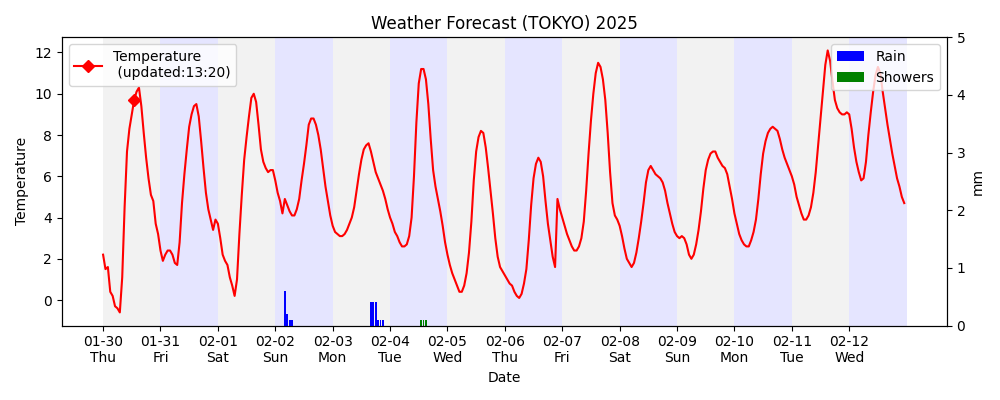 Weather Forecast (TOKYO) 2025
Temperature
(updated:13:20)
Rain
Showers
Temperature
12
10
8
6
4
2
0
5
4
3
2
1
0
mm
01-30 01-31 02-01 02-02 02-03 02-04 02-05 02-06 02-07 02-08 02-09 02-10 02-11 02-12
Thu Fri Sat Sun Mon Tue Wed Thu Fri Sat Sun Mon Tue Wed
Date